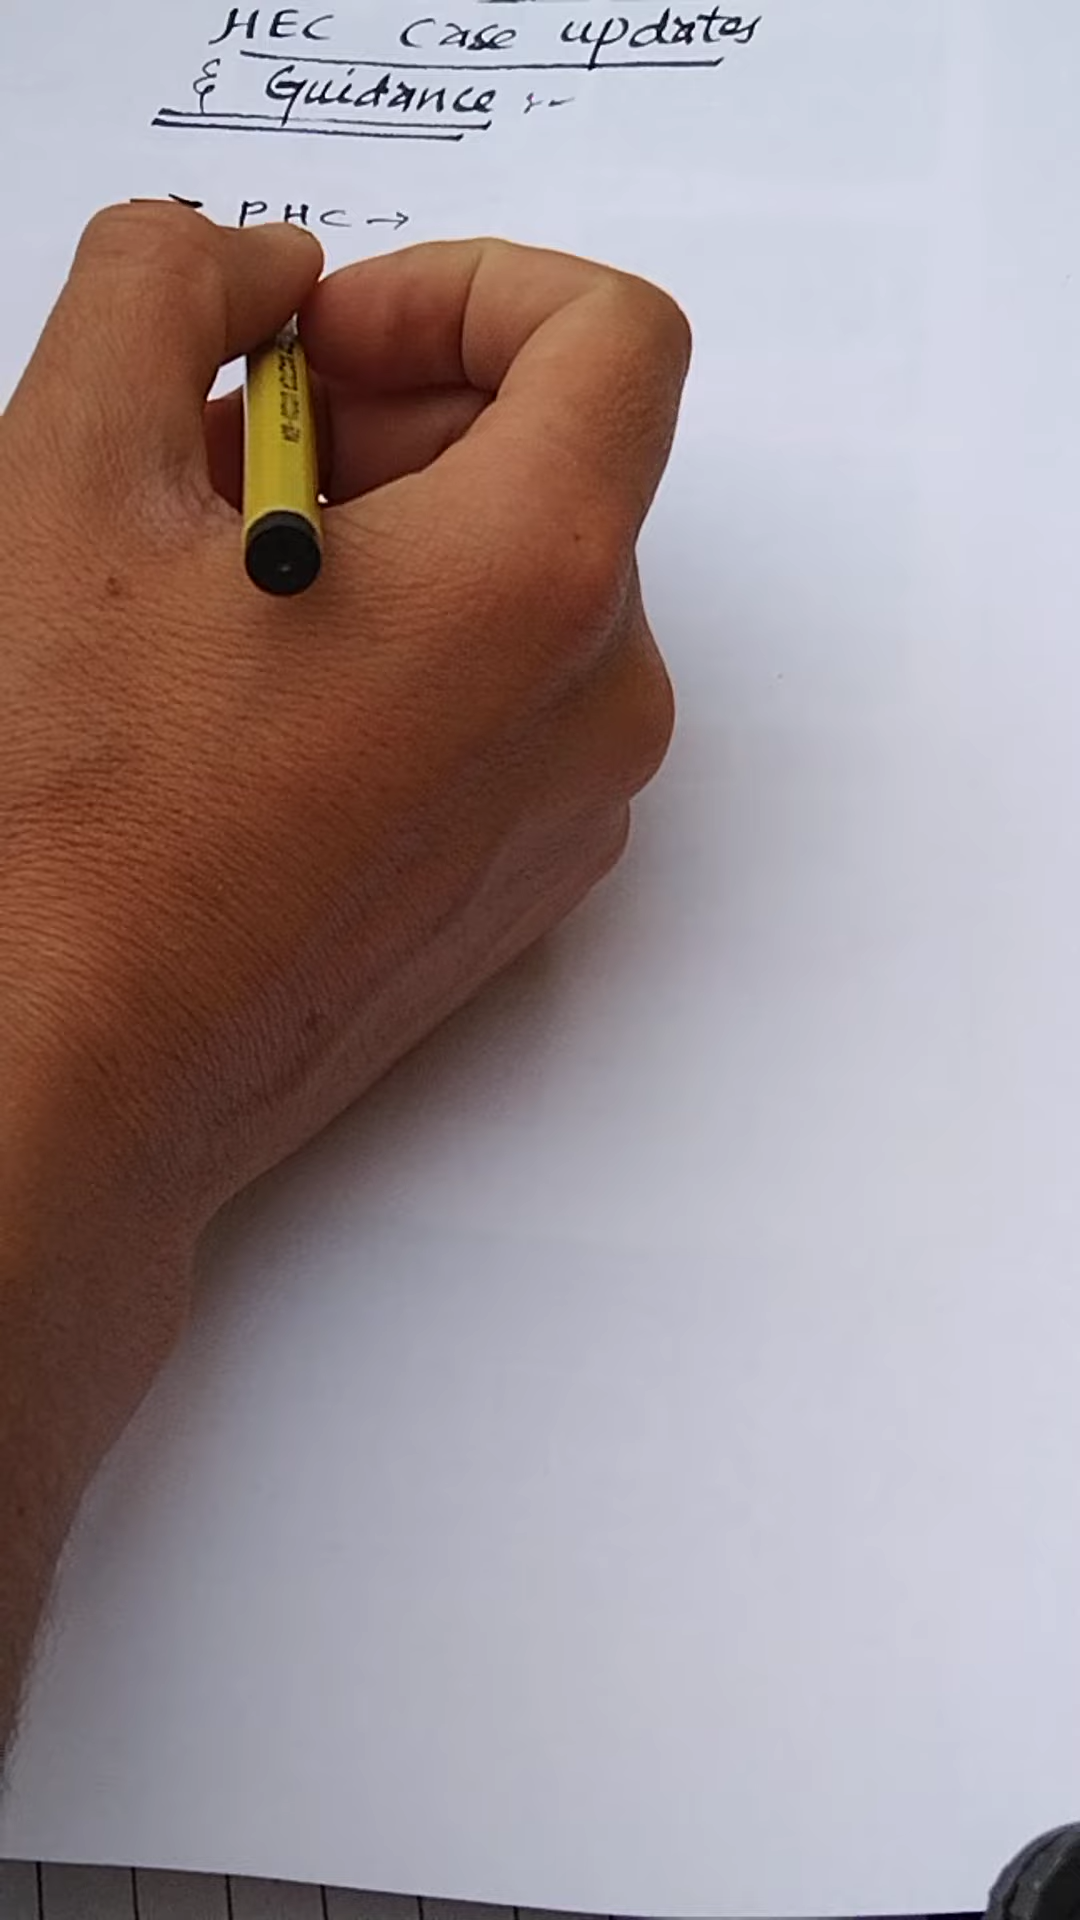 HEC Case updates
& Guidance :-
→ PHC →